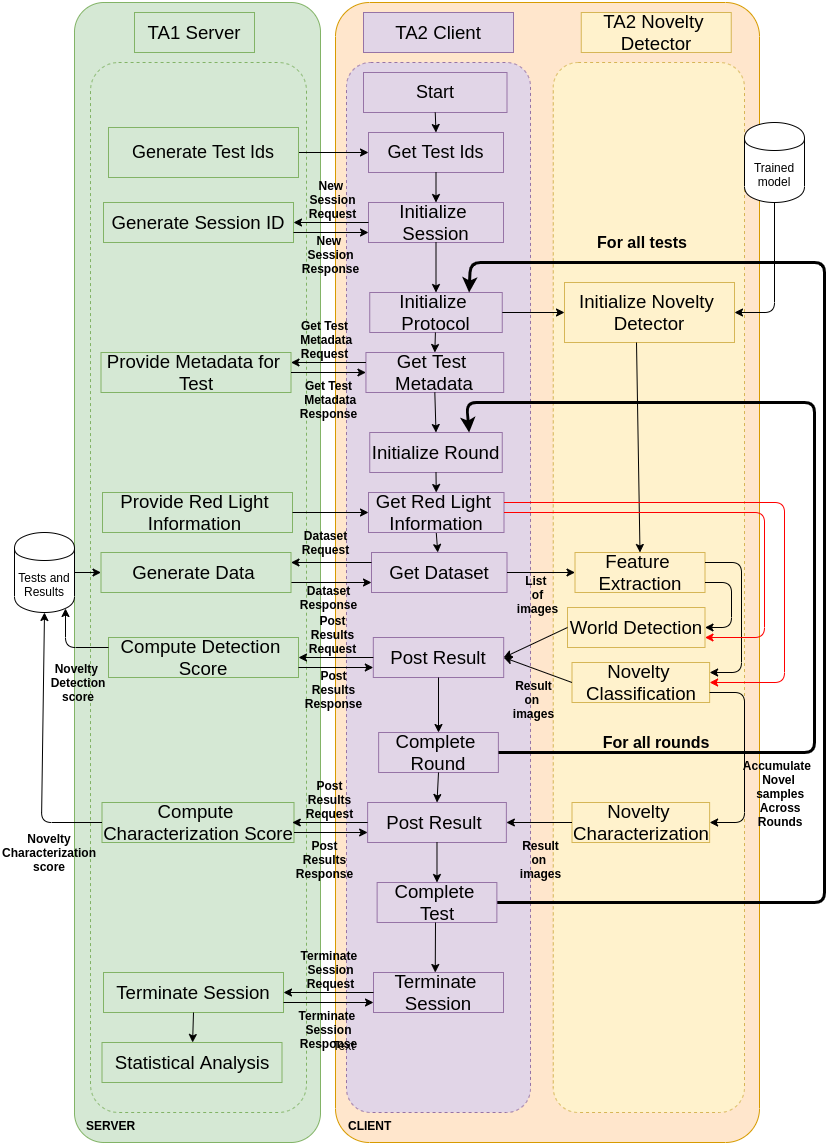 TA1 Server
TA2 Client
TA2 Novelty
Detector
Start
Generate Test Ids
Get Test Ids
Trained
model
New
Session
Request
Generate Session ID
Initialize
Session
New
Session
Response
For all tests
Initialize
Protocol
Initialize Novelty
Detector
Get Test
Metadata
Request
Provide Metadata for
Test
Get Test
Metadata
Get Test
Metadata
Response
Initialize Round
Provide Red Light
Information
Get Red Light
Information
Dataset
Request
Tests and
Results
Generate Data
Get Dataset
Feature
Extraction
List
of
images
Dataset
Response
Post
Results
Request
World Detection
Compute Detection
Score
Post Result
Novelty
Detection
score
Post
Results
Response
Novelty
Classification
Result
on
images
Complete
Round
For all rounds
Accumulate
Novel
samples
Across
Rounds
Post
Results
Request
Compute
Characterization Score
Post Result
Novelty
Characterization
Novelty
Characterization
score
Post
Results
Response
Result
on
images
Complete
Test
Terminate
Session
Request
Terminate Session
Terminate
Session
Terminate
Session
Response
Text
Statistical Analysis
SERVER
CLIENT